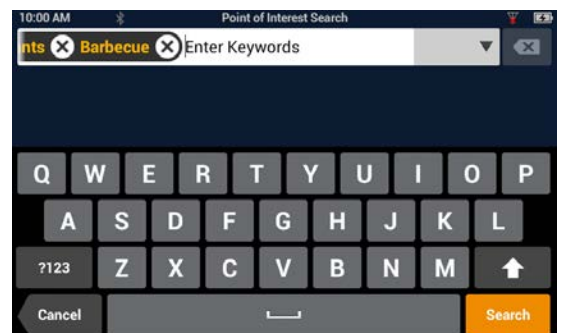 10:00 AM Point of Interest Search
nts Barbecue Enter Keywords
Q W E R T Y U I O P
A S D F G H J K L
?123 Z X C V B N M
Cancel Search